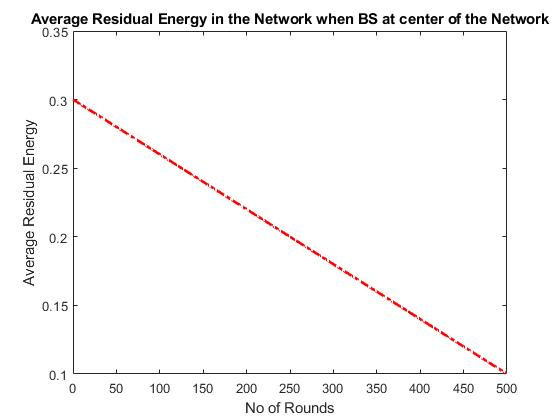 Average Residual Energy in the Network when BS at center of the Network
0.35
0.3
0.25
0.2
0.15
0.1
Average Residual Energy
0 50 100 150 200 250 300 350 400 450 500
No of Rounds